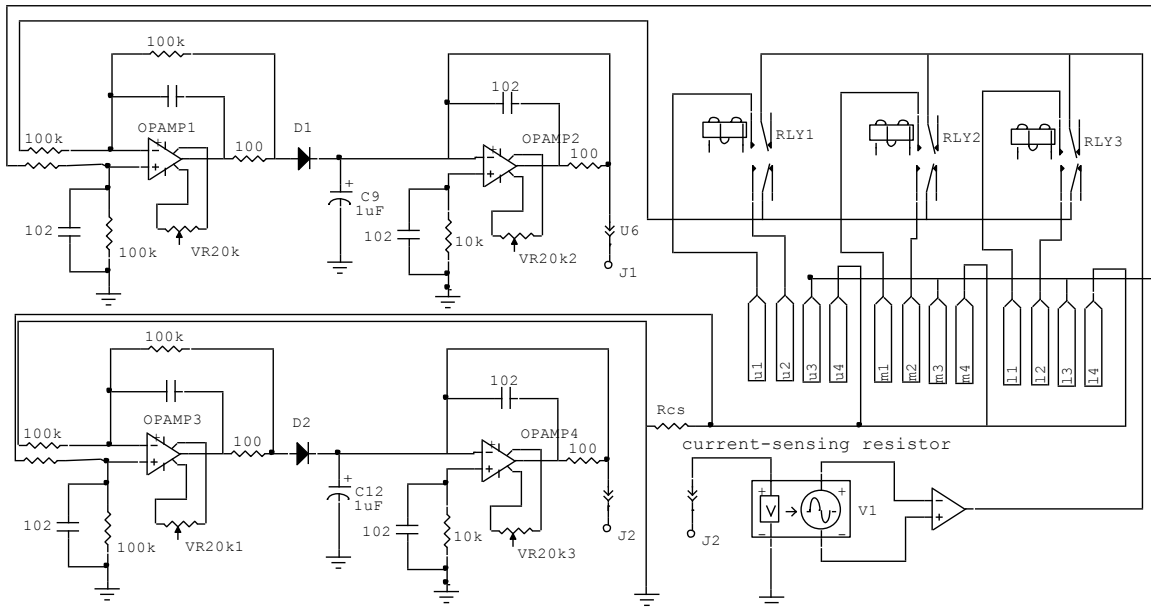 100k
102
OPAMP1
100k
100
D1
102
OPAMP2
100
RLY1
RLY2
RLY3
C9
1uF
102
100k
VR20k
102
10k
VR20k2
U6
J1
u1
u2
u3
u4
m1
m2
m3
m4
l1
l2
l3
l4
100k
102
OPAMP3
100k
100
D2
OPAMP4
100
Rcs
current-sensing resistor
C12
1uF
102
100k
VR20k1
102
10k
VR20k3
J2
J2
V
V1